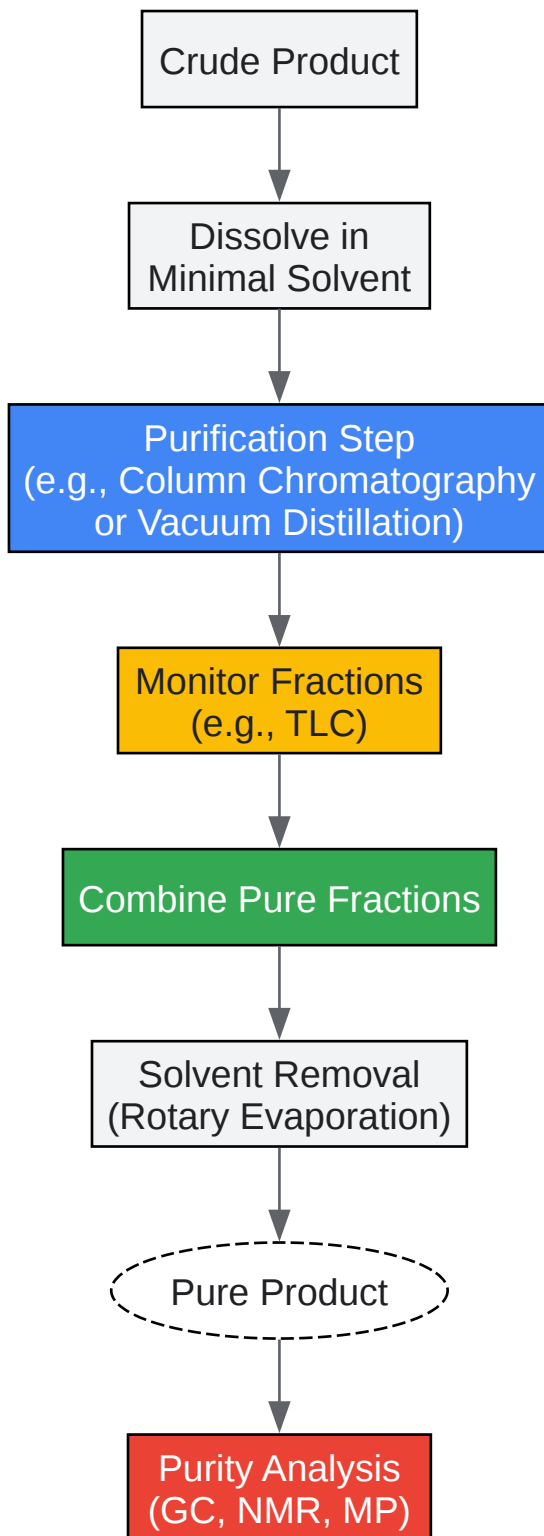 Crude Product
Dissolve in
Minimal Solvent
Purification Step
(e.g., Column Chromatography
or Vacuum Distillation)
Monitor Fractions
(e.g., TLC)
Combine Pure Fractions
Solvent Removal
(Rotary Evaporation)
Pure Product
Purity Analysis
(GC, NMR, MP)